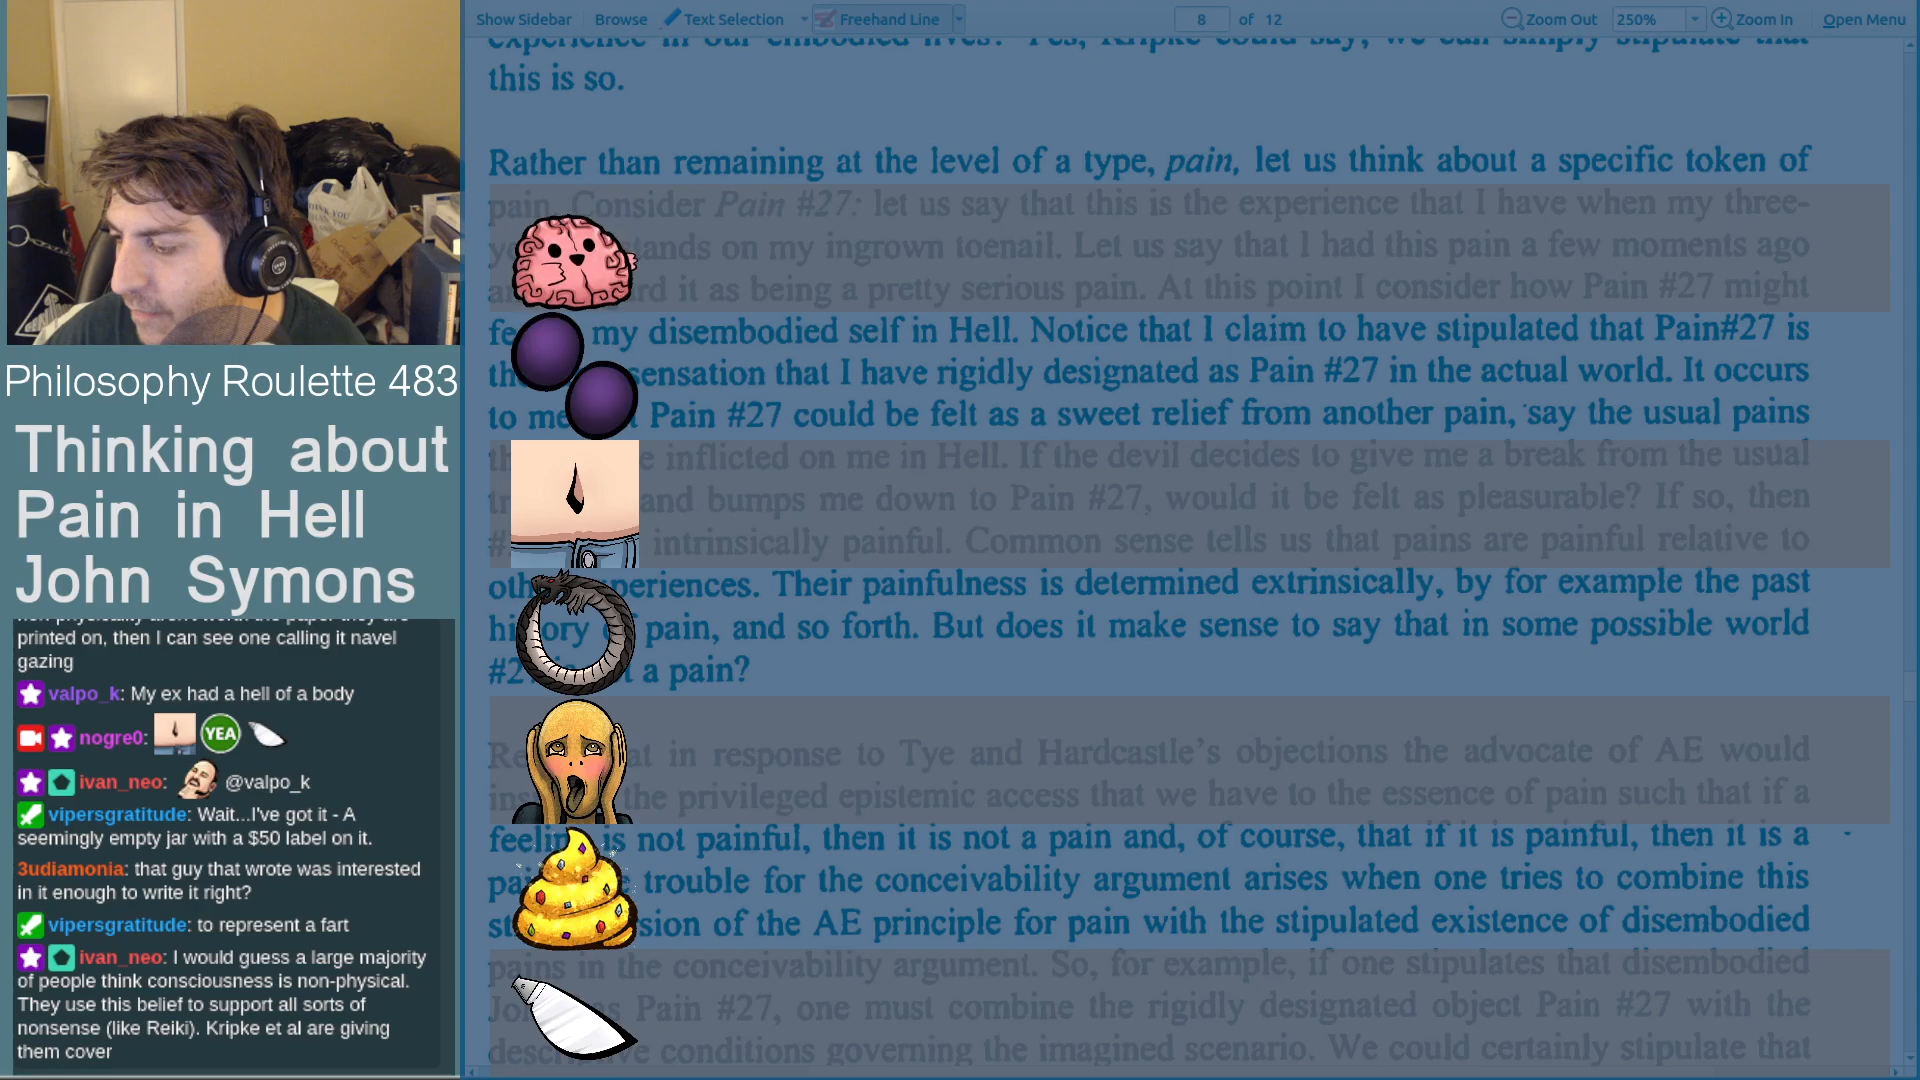 Show Sidebar Browse Text Selection Freehand Line 8 of 12 Zoom Out 250% Zoom In Open Menu
experience in our embodied lives? Yes, Kripke could say, we can simply stipulate that
this is so.
Rather than remaining at the level of a type, pain, let us think about a specific token of
pain. Consider Pain #27: let us say that this is the experience that I have when my three-
stands on my ingrown toenail. Let us say that I had this pain a few moments ago
it as being a pretty serious pain. At this point I consider how Pain #27 might
my disembodied self in Hell. Notice that I claim to have stipulated that Pain#27 is
sensation that I have rigidly designated as Pain #27 in the actual world. It occurs
to me Pain #27 could be felt as a sweet relief from another pain, say the usual pains
inflicted on me in Hell. If the devil decides to give me a break from the usual
and bumps me down to Pain #27, would it be felt as pleasurable? If so, then
intrinsically painful. Common sense tells us that pains are painful relative to
experiences. Their painfulness is determined extrinsically, by for example the past
pain, and so forth. But does it make sense to say that in some possible world
a pain?
in response to Tye and Hardcastle's objections the advocate of AE would
the privileged epistemic access that we have to the essence of pain such that if a
feeling is not painful, then it is not a pain and, of course, that if it is painful, then it is a
trouble for the conceivability argument arises when one tries to combine this
of the AE principle for pain with the stipulated existence of disembodied
pains in the conceivability argument. So, for example, if one stipulates that disembodied
Pain #27, one must combine the rigidly designated object Pain #27 with the
conditions governing the imagined scenario. We could certainly stipulate that
THANK YOU
Philosophy Roulette 483
Thinking about
Pain in Hell
John Symons
printed on, then I can see one calling it navel
gazing
valpo_k: My ex had a hell of a body
nogre0: YEA
ivan_neo: @valpo_k
vipersgratitude: Wait...I've got it - A
seemingly empty jar with a $50 label on it.
3udiamonia: that guy that wrote was interested
in it enough to write it right?
vipersgratitude: to represent a fart
ivan_neo: I would guess a large majority
of people think consciousness is non-physical.
They use this belief to support all sorts of
nonsense (like Reiki). Kripke et al are giving
them cover